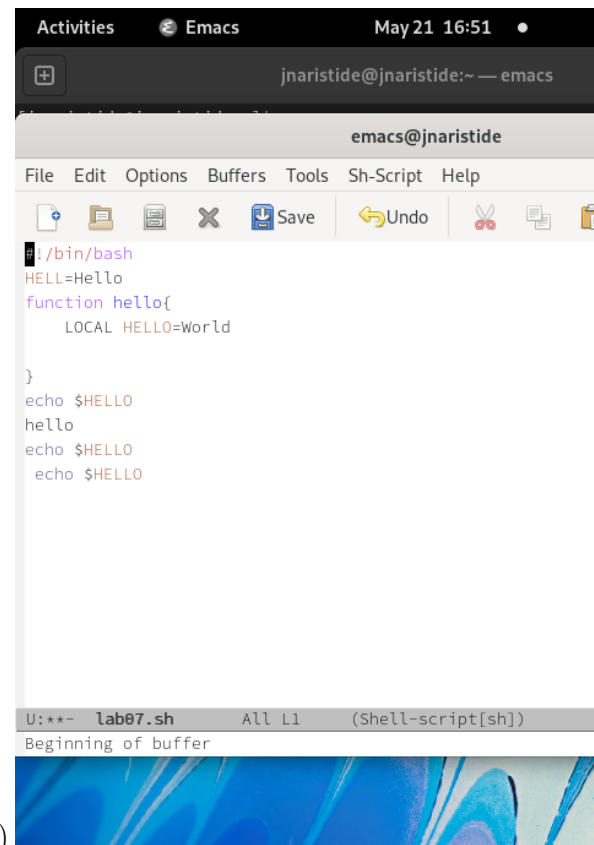 Activities Emacs May 21 16:51
jnaristide@jnaristide:~ — emacs
emacs@jnaristide
File Edit Options Buffers Tools Sh-Script Help
Save Undo
#!/bin/bash
HELL=Hello
function hello{
    LOCAL HELLO=World
}
echo $HELLO
hello
echo $HELLO
 echo $HELLO
U:**- lab07.sh All L1 (Shell-script[sh])
Beginning of buffer
)